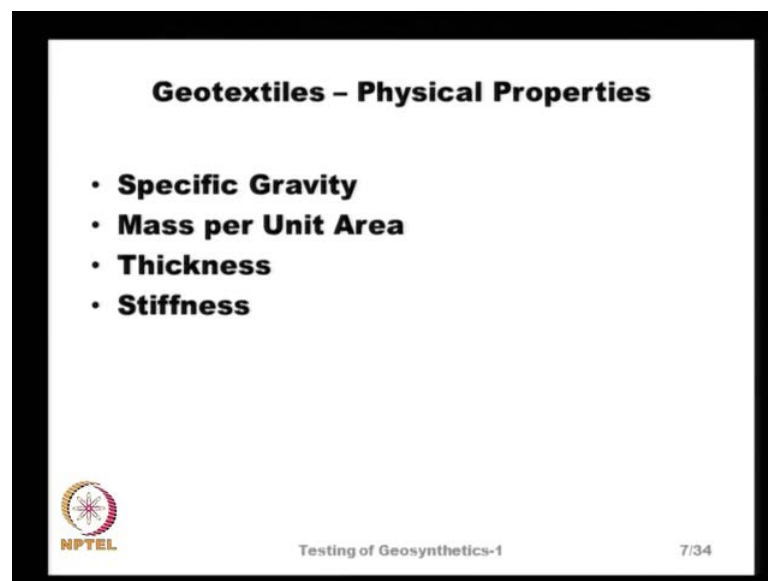 Geotextiles – Physical Properties
• Specific Gravity
• Mass per Unit Area
• Thickness
• Stiffness
NPTEL
Testing of Geosynthetics-1
7/34